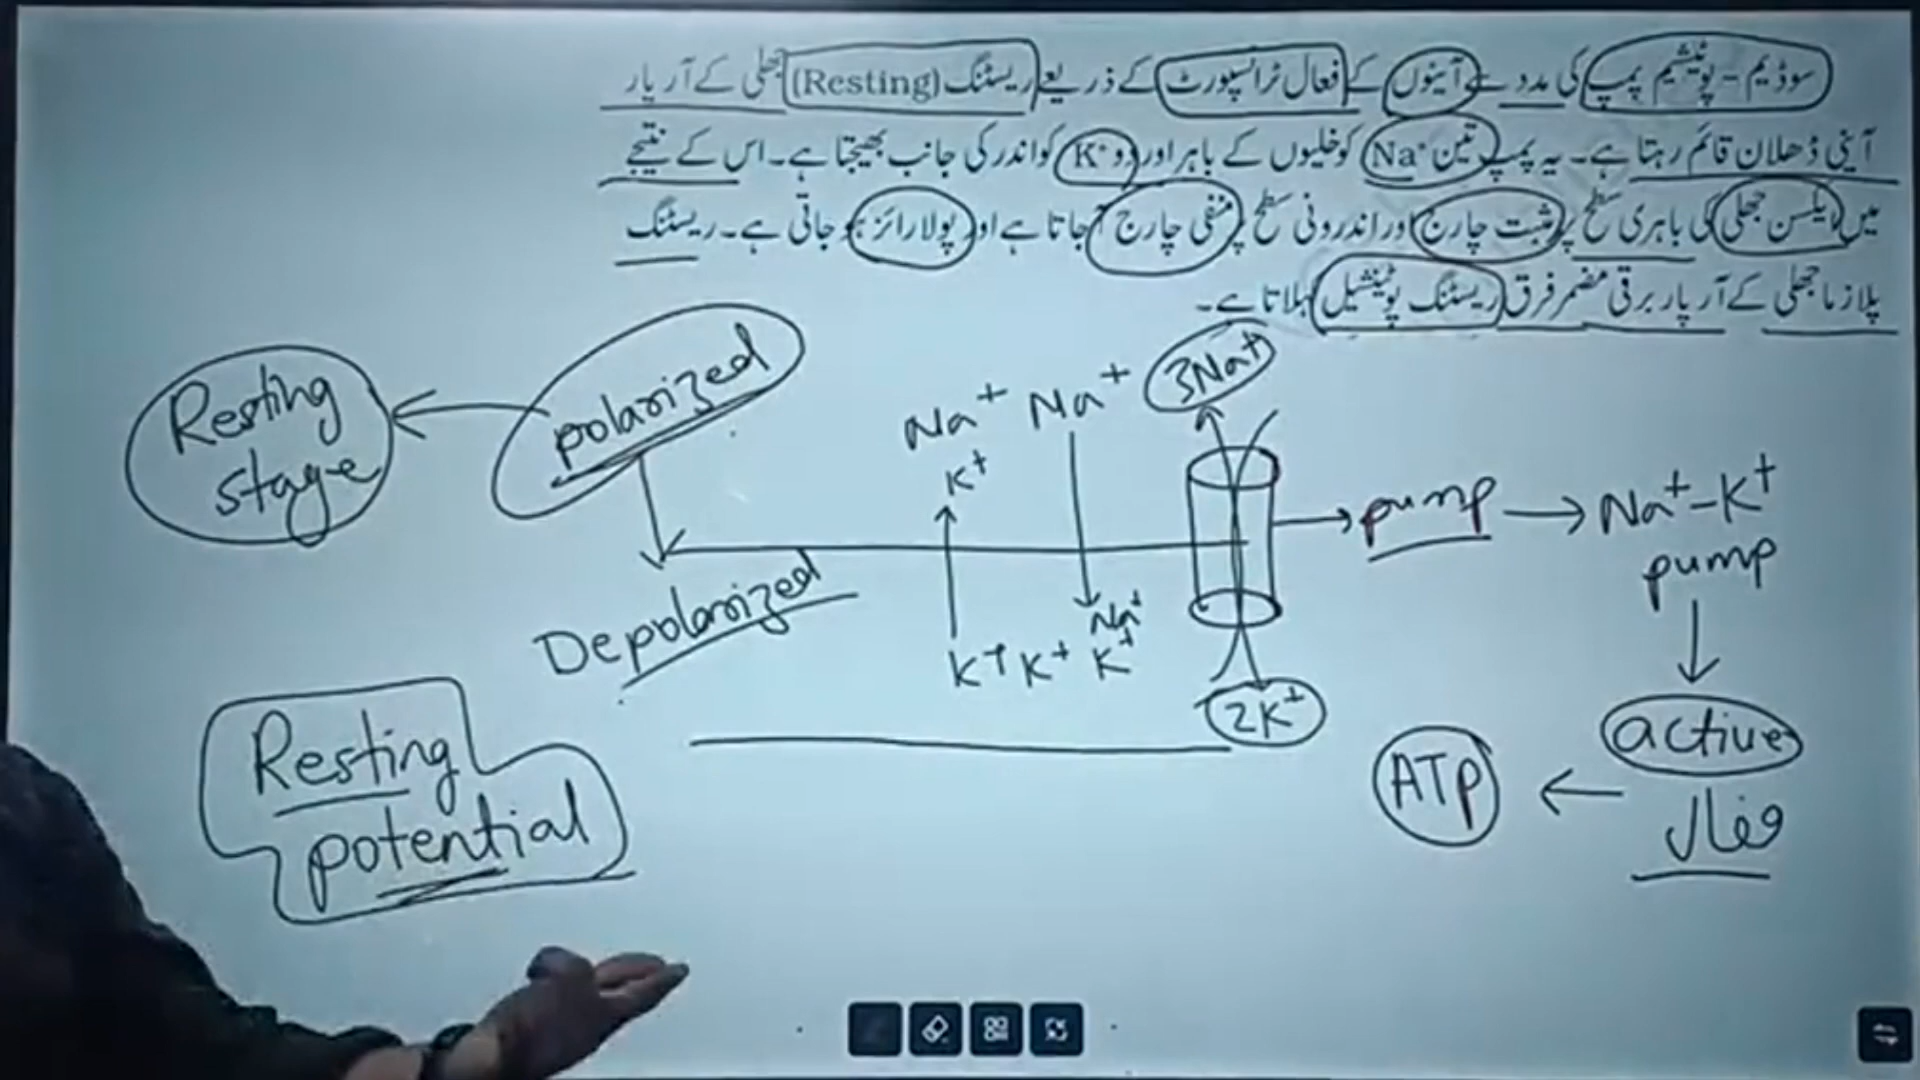 سوڈیم - پوٹیشیم پمپ کی مدد سے آینوں کے فعال ٹرانسپورٹ کے ذریعے ریسٹنگ (Resting) جھلی کے آر پار
آینی ڈھلان قائم رہتا ہے۔ یہ پمپ تین Na⁺ کو خلیوں کے باہر اور دو K⁺ کو اندر کی جانب بھیجتا ہے۔ اس کے نتیجے
میں ایکسن جھلی کی باہری سطح پر مثبت چارج اور اندرونی سطح پر منفی چارج آ جاتا ہے اور پولارائز ہو جاتی ہے۔ ریسٹنگ
پلازما جھلی کے آر پار برقی مضمر فرق ریسٹنگ پوٹینشیل کہلاتا ہے۔
Resting
stage
polarized
Depolarized
Na⁺ Na⁺ 3Na⁺
K⁺
Na⁺
K⁺ K⁺ K⁺
2K⁺
pump
Na⁺-K⁺
pump
active
فعال
ATP
Resting
potential